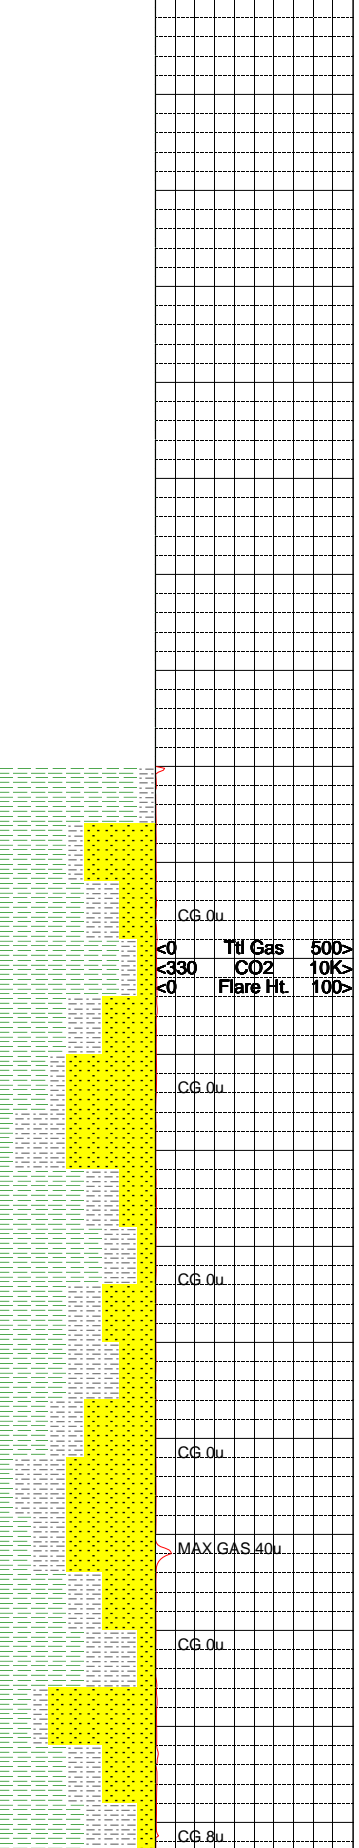 CG 0u
<0 Ttl Gas 500>
<330 CO2 10K>
<0 Flare Ht. 100>
CG 0u
CG 0u
CG 0u
MAX GAS 40u
CG 0u
CG 8u